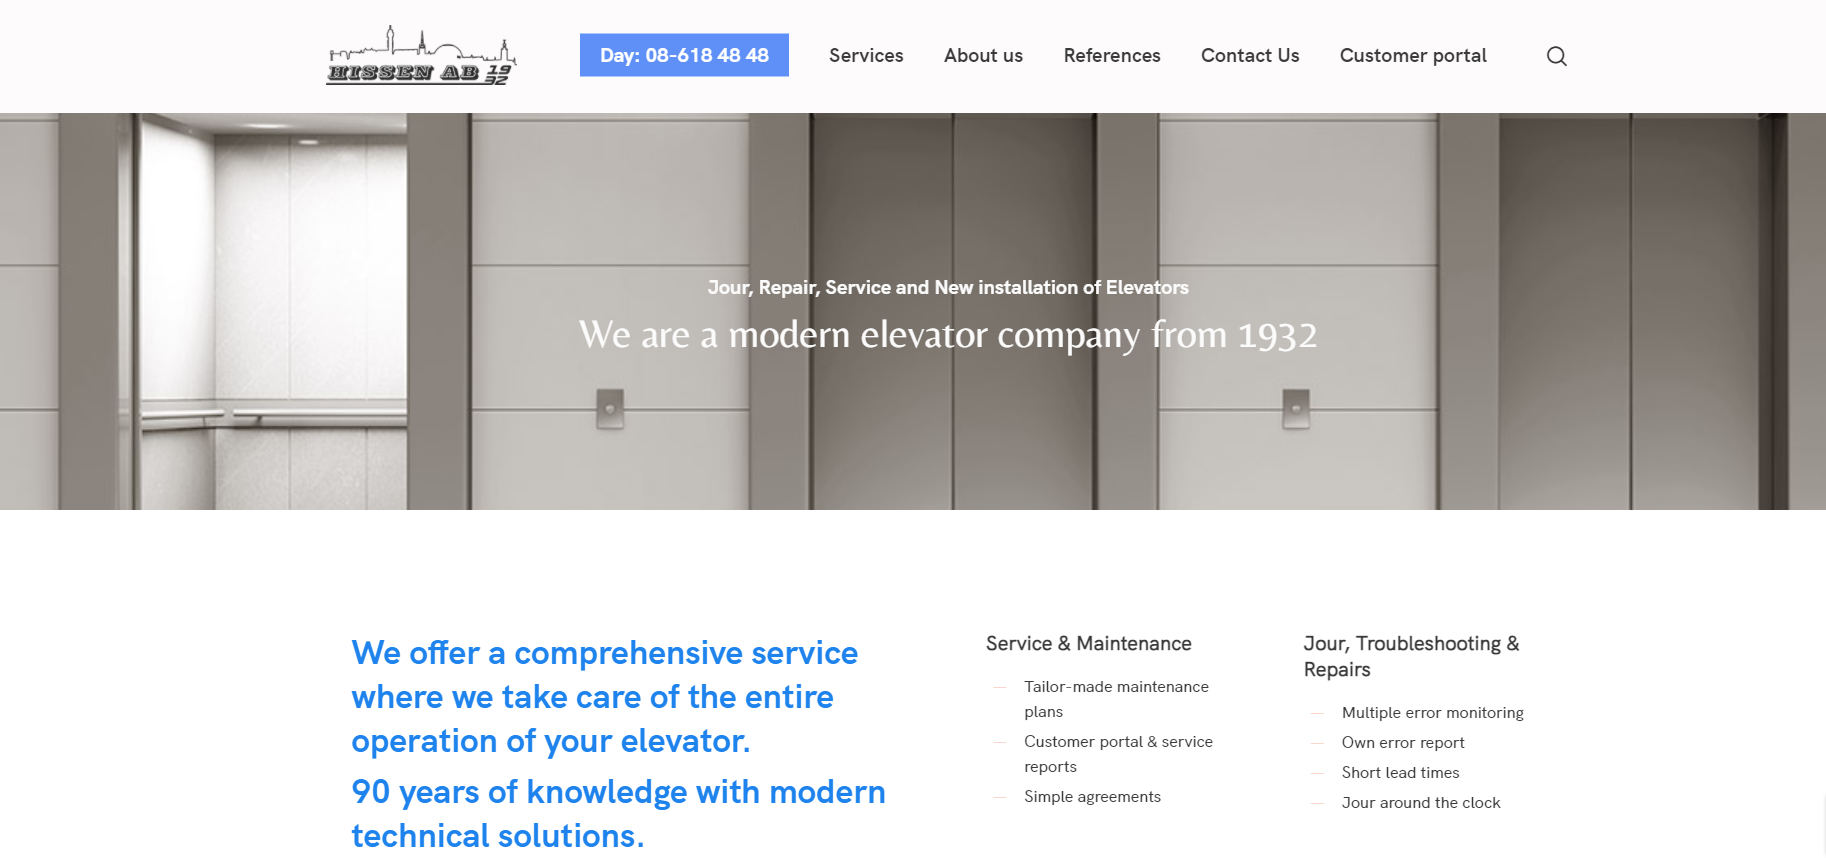 HISSEN AB 1932
Day: 08-618 48 48
Services
About us
References
Contact Us
Customer portal
Jour, Repair, Service and New installation of Elevators
We are a modern elevator company from 1932
We offer a comprehensive service
where we take care of the entire
operation of your elevator.
90 years of knowledge with modern
technical solutions.
Service & Maintenance
Tailor-made maintenance
plans
Customer portal & service
reports
Simple agreements
Jour, Troubleshooting &
Repairs
Multiple error monitoring
Own error report
Short lead times
Jour around the clock